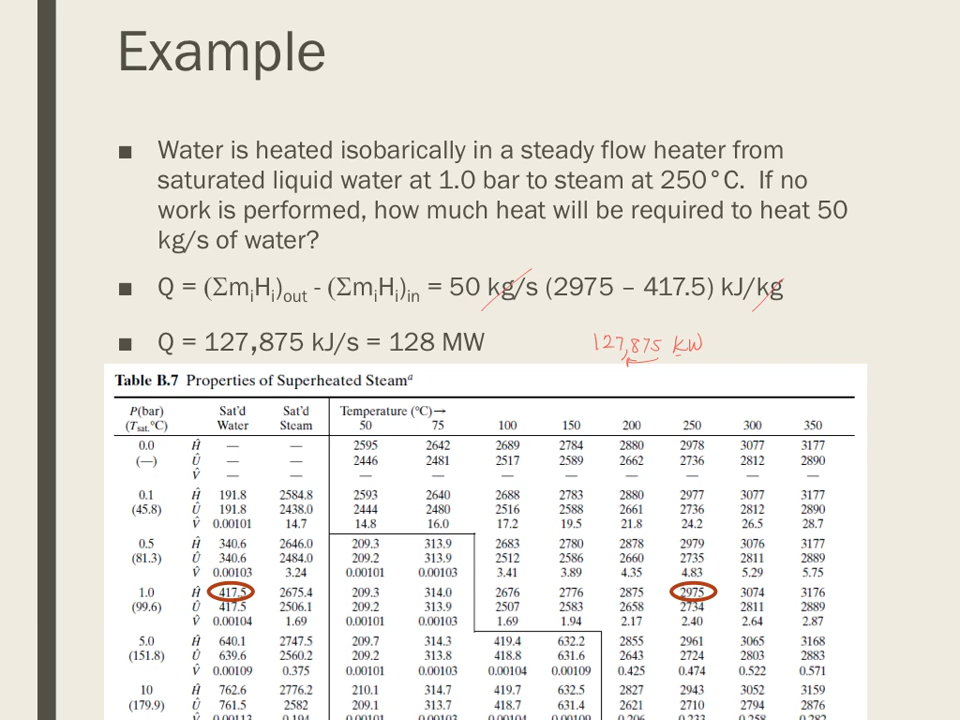 Example
■ Water is heated isobarically in a steady flow heater from
saturated liquid water at 1.0 bar to steam at 250°C. If no
work is performed, how much heat will be required to heat 50
kg/s of water?
■ Q = (ΣmᵢHᵢ)out - (ΣmᵢHᵢ)in = 50 kg/s (2975 – 417.5) kJ/kg
■ Q = 127,875 kJ/s = 128 MW 127,875 KW
Table B.7 Properties of Superheated Steamᵃ
P(bar) Sat'd Sat'd Temperature (°C)→
(Tsat.°C) Water Steam 50 75 100 150 200 250 300 350
0.0 Ĥ — — 2595 2642 2689 2784 2880 2978 3077 3177
(—) Û — — 2446 2481 2517 2589 2662 2736 2812 2890
V̂ — — — — — — — — — —
0.1 Ĥ 191.8 2584.8 2593 2640 2688 2783 2880 2977 3077 3177
(45.8) Û 191.8 2438.0 2444 2480 2516 2588 2661 2736 2812 2890
V̂ 0.00101 14.7 14.8 16.0 17.2 19.5 21.8 24.2 26.5 28.7
0.5 Ĥ 340.6 2646.0 209.3 313.9 2683 2780 2878 2979 3076 3177
(81.3) Û 340.6 2484.0 209.2 313.9 2512 2586 2660 2735 2811 2889
V̂ 0.00103 3.24 0.00101 0.00103 3.41 3.89 4.35 4.83 5.29 5.75
1.0 Ĥ 417.5 2675.4 209.3 314.0 2676 2776 2875 2975 3074 3176
(99.6) Û 417.5 2506.1 209.2 313.9 2507 2583 2658 2734 2811 2889
V̂ 0.00104 1.69 0.00101 0.00103 1.69 1.94 2.17 2.40 2.64 2.87
5.0 Ĥ 640.1 2747.5 209.7 314.3 419.4 632.2 2855 2961 3065 3168
(151.8) Û 639.6 2560.2 209.2 313.8 418.8 631.6 2643 2724 2803 2883
V̂ 0.00109 0.375 0.00101 0.00103 0.00104 0.00109 0.425 0.474 0.522 0.571
10 Ĥ 762.6 2776.2 210.1 314.7 419.7 632.5 2827 2943 3052 3159
(179.9) Û 761.5 2582 209.1 313.7 418.7 631.4 2621 2710 2794 2876